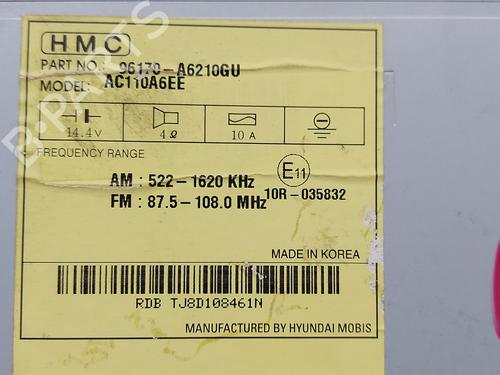 HMC
PART NO.: 96170-A6210GU
MODEL: AC110A6EE
14.4V 4Ω 10 A
FREQUENCY RANGE
AM : 522-1620 KHz
FM : 87.5-108.0 MHz
E11
10R-035832
MADE IN KOREA
RDB TJ8D108461N
MANUFACTURED BY HYUNDAI MOBIS
B-PARTS